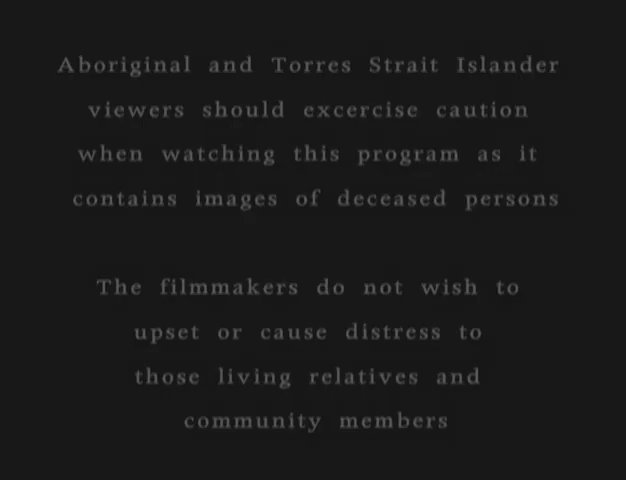 Aboriginal and Torres Strait Islander
viewers should excercise caution
when watching this program as it
contains images of deceased persons
The filmmakers do not wish to
upset or cause distress to
those living relatives and
community members